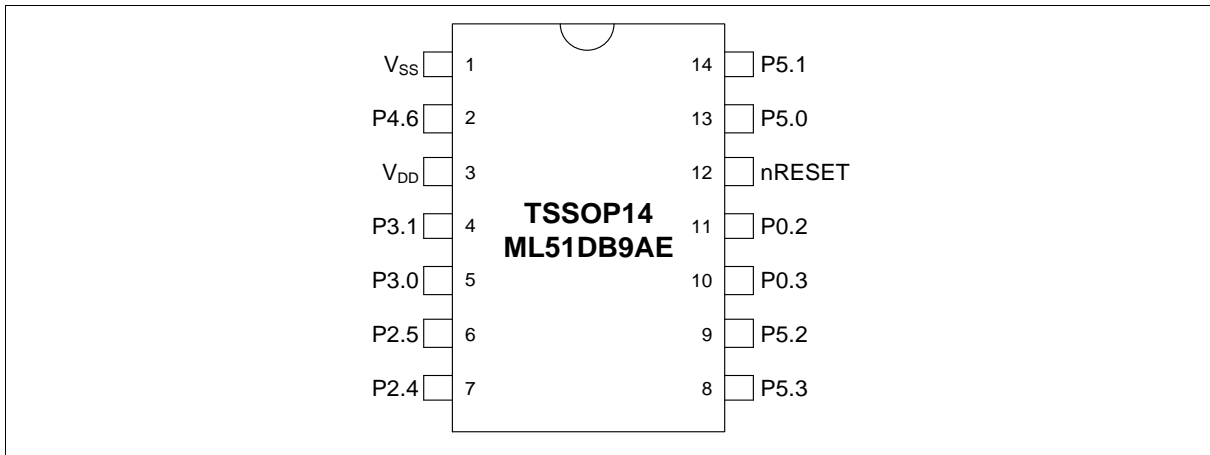 V_SS 1 14 P5.1
P4.6 2 13 P5.0
V_DD 3 12 nRESET
TSSOP14
P3.1 4 11 P0.2
ML51DB9AE
P3.0 5 10 P0.3
P2.5 6 9 P5.2
P2.4 7 8 P5.3